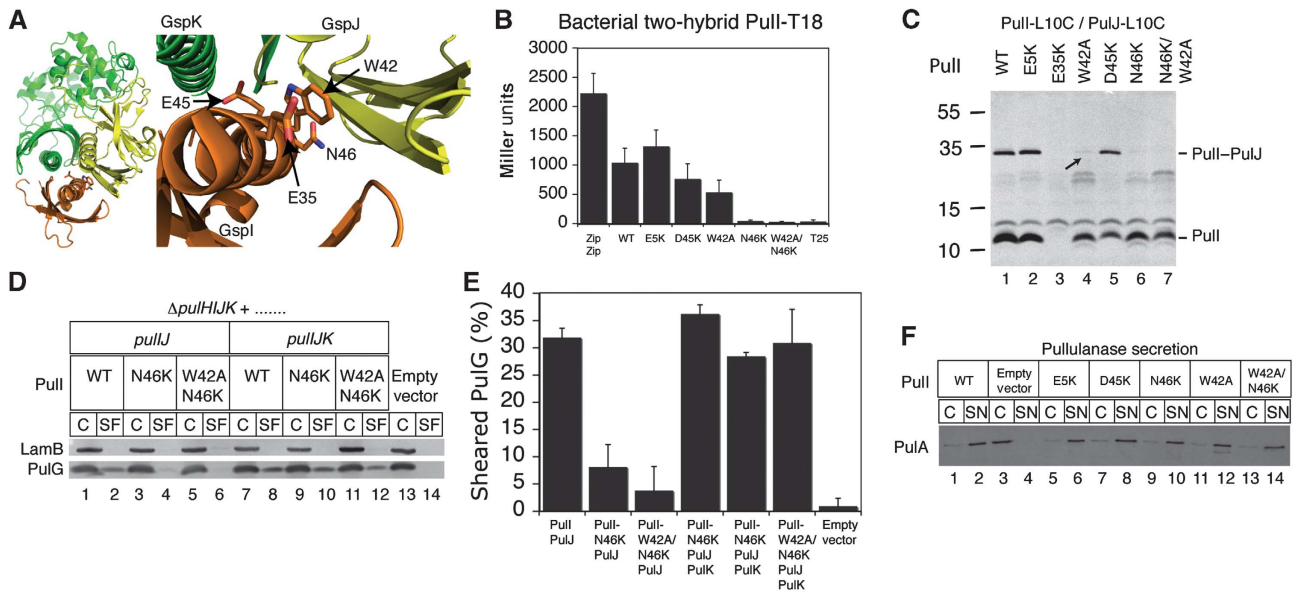 A
GspK
GspJ
W42
E45
N46
E35
GspI
B
Bacterial two-hybrid PulI-T18
Miller units
3000
2500
2000
1500
1000
500
0
Zip Zip
WT
E5K
D45K
W42A
N46K
W42A/ N46K
T25
C
PulI-L10C / PulJ-L10C
PulI
WT
E5K
E35K
W42A
D45K
N46K
N46K/ W42A
55
35
15
10
PulI–PulJ
PulI
1 2 3 4 5 6 7
D
ΔpulHIJK + .......
pulIJ pulIJK
PulI WT N46K W42A N46K WT N46K W42A N46K Empty vector
C SF C SF C SF C SF C SF C SF C SF
LamB
PulG
1 2 3 4 5 6 7 8 9 10 11 12 13 14
E
Sheared PulG (%)
40
35
30
25
20
15
10
5
0
PulI PulJ
PulI- N46K PulJ
PulI- W42A/ N46K PulJ
PulI- N46K PulJ PulK
PulI- N46K PulJ PulK
PulI- W42A/ N46K PulJ PulK
Empty vector
F
Pullulanase secretion
PulI WT Empty vector E5K D45K N46K W42A W42A/ N46K
C SN C SN C SN C SN C SN C SN C SN
PulA
1 2 3 4 5 6 7 8 9 10 11 12 13 14